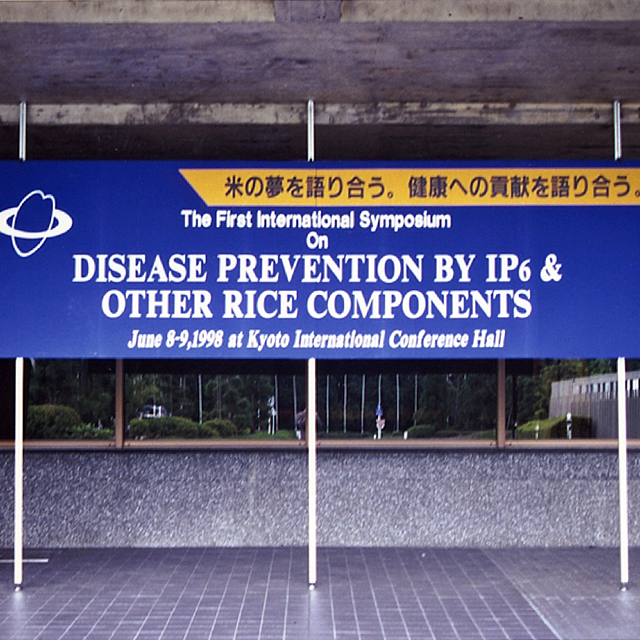 米の夢を語り合う。健康への貢献を語り合う。
The First International Symposium
On
DISEASE PREVENTION BY IP6 &
OTHER RICE COMPONENTS
June 8-9,1998 at Kyoto International Conference Hall